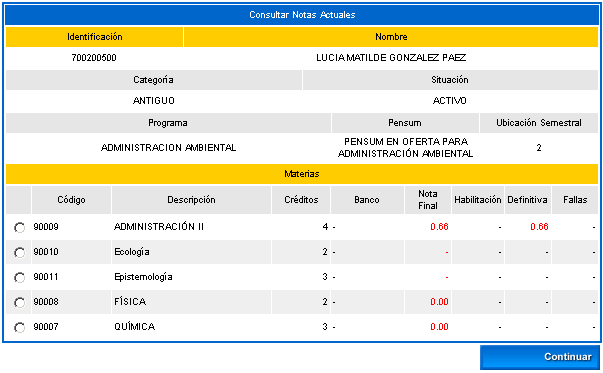 Consultar Notas Actuales
Identificación Nombre
700200500 LUCIA MATILDE GONZALEZ PAEZ
Categoría Situación
ANTIGUO ACTIVO
Programa Pensum Ubicación Semestral
ADMINISTRACION AMBIENTAL PENSUM EN OFERTA PARA ADMINISTRACIÓN AMBIENTAL 2
Materias
Código Descripción Créditos Banco Nota Final Habilitación Definitiva Fallas
90009 ADMINISTRACIÓN II 4 - 0.66 - 0.66 -
90010 Ecología 2 - - - - -
90011 Epistemología 3 - - - - -
90008 FÍSICA 2 - 0.00 - - -
90007 QUÍMICA 3 - 0.00 - - -
Continuar